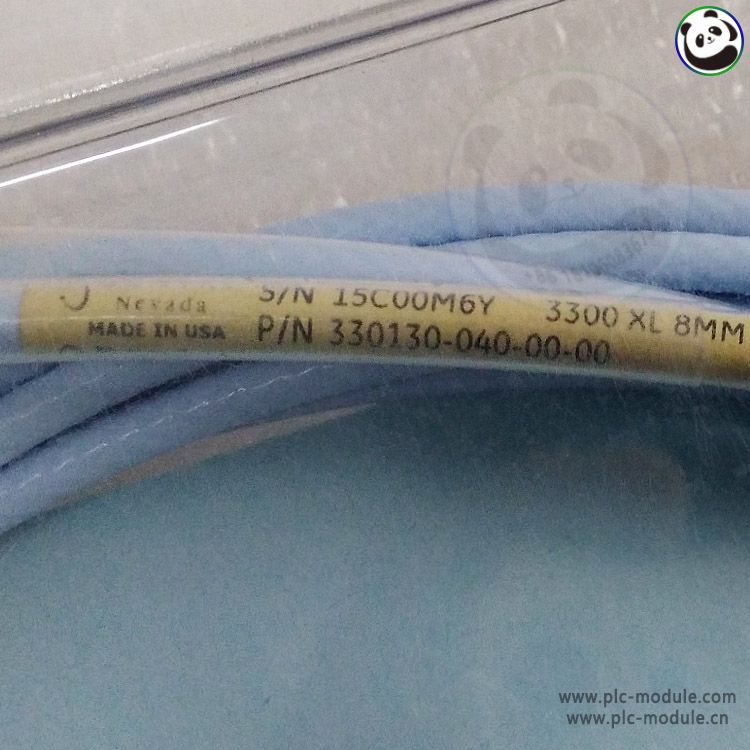 Nevada
MADE IN USA
S/N 15C00M6Y 3300 XL 8MM
P/N 330130-040-00-00
www.plc-module.com
www.plc-module.cn